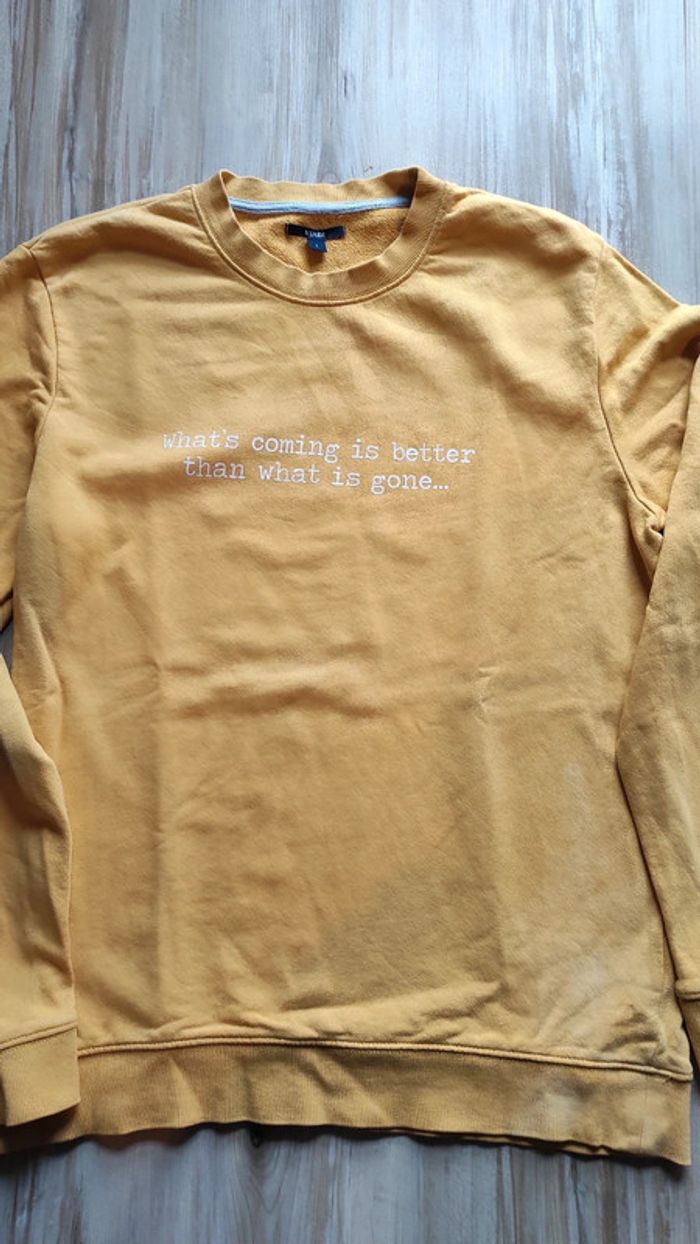 what's coming is better
than what is gone...